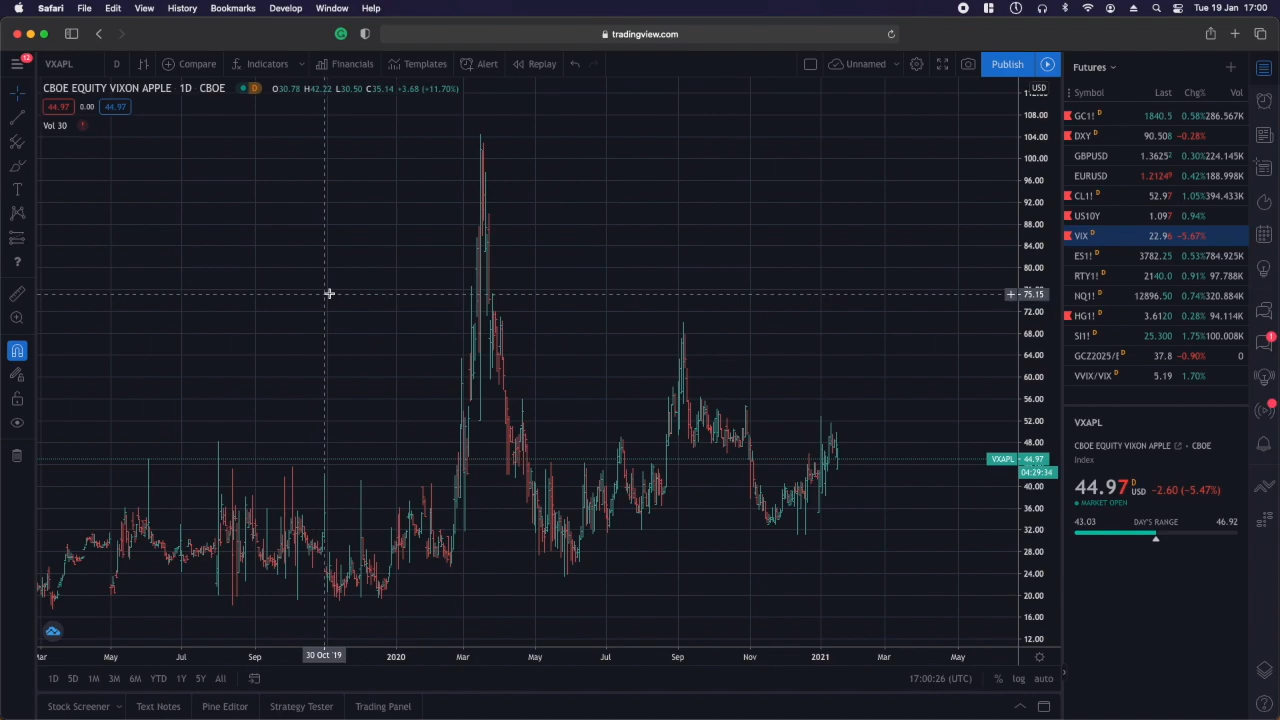 Safari File Edit View History Bookmarks Develop Window Help Tue 19 Jan 17:00
tradingview.com
12 VXAPL D Compare Indicators Financials Templates Alert Replay Unnamed Publish
CBOE EQUITY VIXON APPLE 1D CBOE D O30.78 H42.22 L30.50 C35.14 +3.68 (+11.70%)
44.97 0.00 44.97
Vol 30
USD
108.00
104.00
100.00
96.00
92.00
88.00
84.00
80.00
75.15
72.00
68.00
64.00
60.00
56.00
52.00
48.00
VXAPL 44.97
04:29:34
40.00
36.00
32.00
28.00
24.00
20.00
16.00
12.00
Mar May Jul Sep 30 Oct '19 2020 Mar May Jul Sep Nov 2021 Mar May
1D 5D 1M 3M 6M YTD 1Y 5Y All 17:00:26 (UTC) % log auto
Stock Screener Text Notes Pine Editor Strategy Tester Trading Panel
Futures
Symbol Last Chg% Vol
GC1! D 1840.5 0.58% 286.567K
DXY D 90.508 −0.28%
GBPUSD 1.3625² 0.30% 224.145K
EURUSD 1.2124⁹ 0.42% 188.998K
CL1! D 52.97 1.05% 394.433K
US10Y 1.097 0.94%
VIX D 22.96 −5.67%
ES1! D 3782.25 0.53% 784.925K
RTY1! D 2140.0 0.91% 97.788K
NQ1! D 12896.50 0.74% 320.884K
HG1! D 3.6120 0.28% 94.114K
SI1! D 25.300 1.75% 100.008K
GCZ2025/E D 37.8 −0.90% 0
VVIX/VIX D 5.19 1.70%
VXAPL
CBOE EQUITY VIXON APPLE • CBOE
Index
44.97 D USD −2.60 (−5.47%)
MARKET OPEN
43.03 DAY'S RANGE 46.92
1